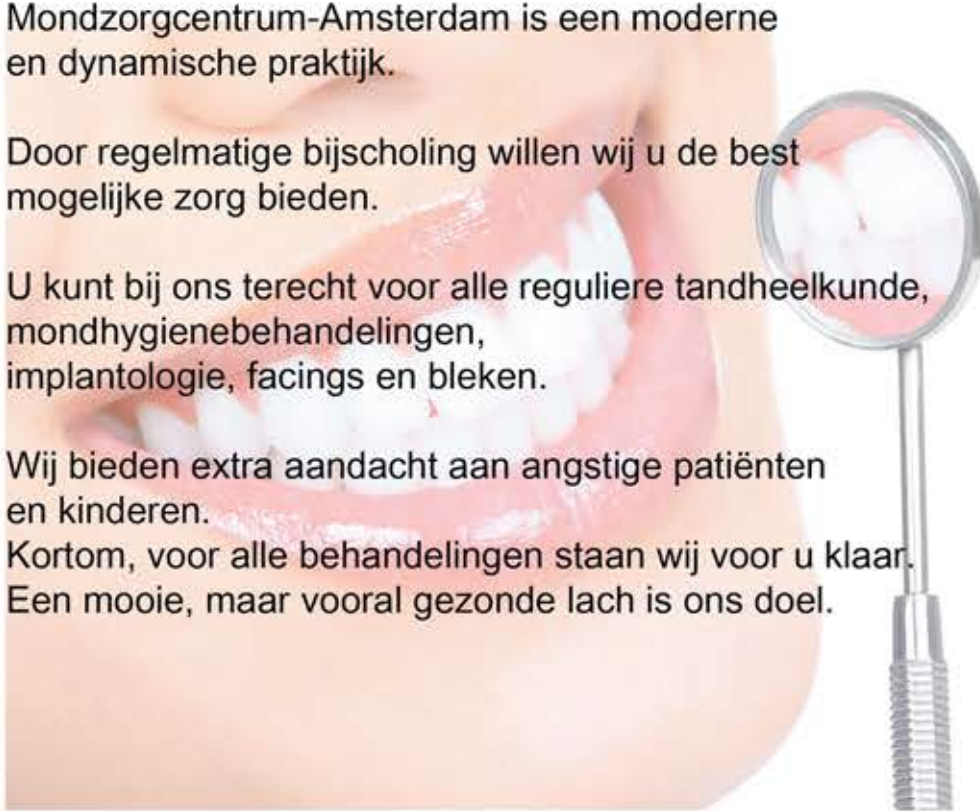 Mondzorgcentrum-Amsterdam is een moderne
en dynamische praktijk.
Door regelmatige bijscholing willen wij u de best
mogelijke zorg bieden.
U kunt bij ons terecht voor alle reguliere tandheelkunde,
mondhygienebehandelingen,
implantologie, facings en bleken.
Wij bieden extra aandacht aan angstige patiënten
en kinderen.
Kortom, voor alle behandelingen staan wij voor u klaar.
Een mooie, maar vooral gezonde lach is ons doel.